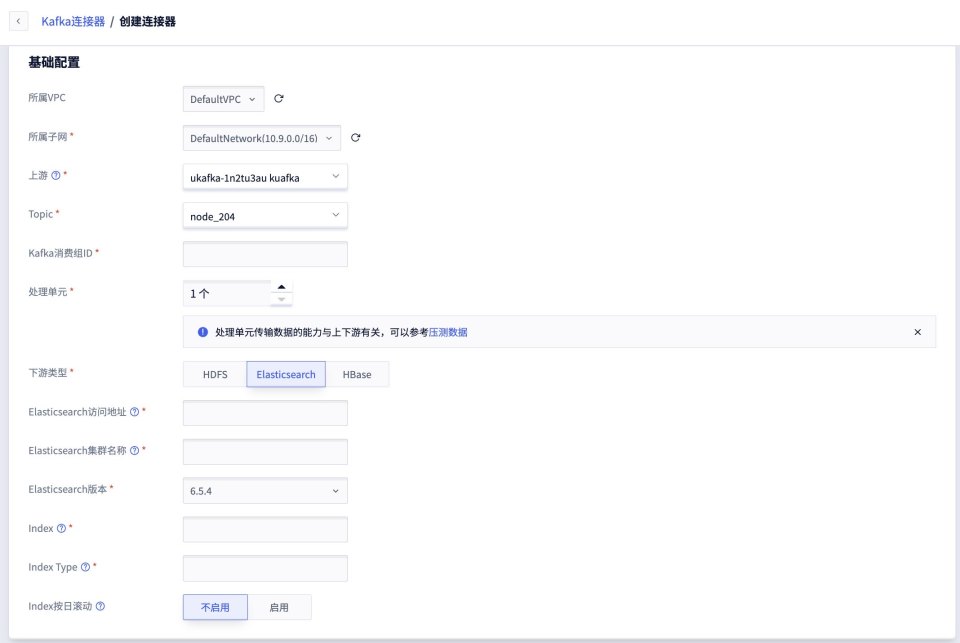 Kafka连接器 / 创建连接器
基础配置
所属VPC DefaultVPC
所属子网* DefaultNetwork(10.9.0.0/16)
上游 * ukafka-1n2tu3au kuafka
Topic * node_204
Kafka消费组ID *
处理单元 * 1 个
处理单元传输数据的能力与上下游有关，可以参考压测数据
下游类型 * HDFS Elasticsearch HBase
Elasticsearch访问地址 *
Elasticsearch集群名称 *
Elasticsearch版本 * 6.5.4
Index *
Index Type *
Index按日滚动 不启用 启用